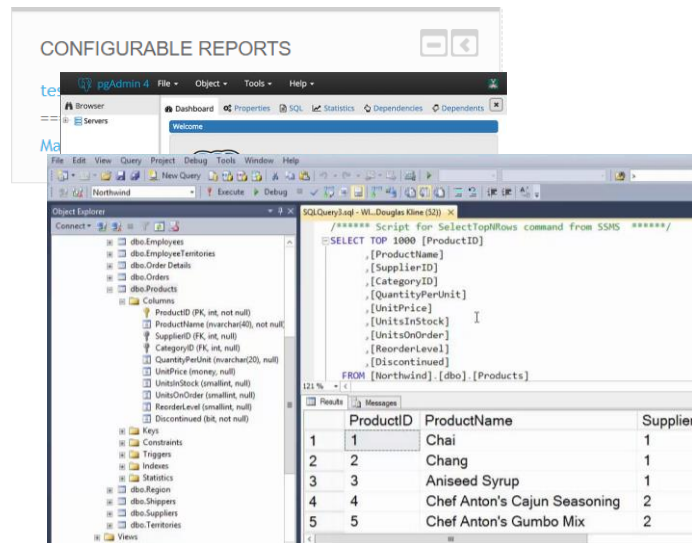 CONFIGURABLE REPORTS
tes
pgAdmin 4 File Object Tools Help
Browser
Dashboard Properties SQL Statistics Dependencies Dependents
==
Servers
Welcome
Ma
File Edit View Query Project Debug Tools Window Help
New Query
Northwind Execute Debug
Object Explorer
SQLQuery3.sql - WI...Douglas Kline (52))
Connect
dbo.Employees
dbo.EmployeeTerritories
dbo.Order Details
dbo.Orders
dbo.Products
Columns
ProductID (PK, int, not null)
ProductName (nvarchar(40), not null
SupplierID (FK, int, null)
CategoryID (FK, int, null)
QuantityPerUnit (nvarchar(20), null)
UnitPrice (money, null)
UnitsInStock (smallint, null)
UnitsOnOrder (smallint, null)
ReorderLevel (smallint, null)
Discontinued (bit, not null)
Keys
Constraints
Triggers
Indexes
Statistics
dbo.Region
dbo.Shippers
dbo.Suppliers
dbo.Territories
Views
/****** Script for SelectTopNRows command from SSMS ******/
SELECT TOP 1000 [ProductID]
,[ProductName]
,[SupplierID]
,[CategoryID]
,[QuantityPerUnit]
,[UnitPrice]
,[UnitsInStock]
,[UnitsOnOrder]
,[ReorderLevel]
,[Discontinued]
FROM [Northwind].[dbo].[Products]
121 %
Results Messages
ProductID ProductName Supplier
1 1 Chai 1
2 2 Chang 1
3 3 Aniseed Syrup 1
4 4 Chef Anton's Cajun Seasoning 2
5 5 Chef Anton's Gumbo Mix 2